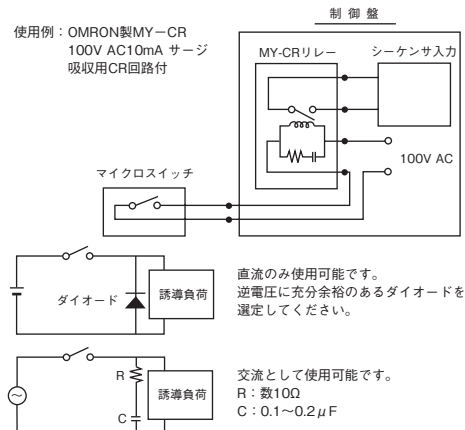 制 御 盤
使用例：OMRON製MY－CR
100V AC10mA サージ
吸収用CR回路付
MY-CRリレー
シーケンサ入力
100V AC
マイクロスイッチ
ダイオード
誘導負荷
直流のみ使用可能です。
逆電圧に充分余裕のあるダイオードを
選定してください。
R
C
誘導負荷
交流として使用可能です。
R：数10Ω
C：0.1～0.2μF